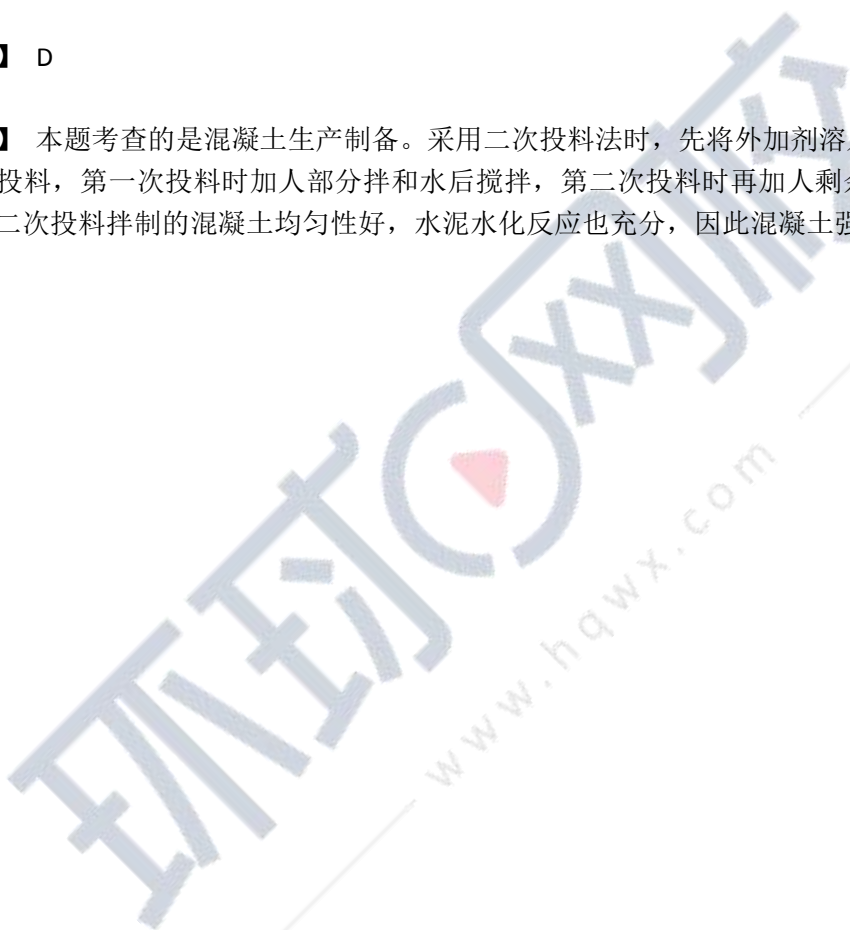 】 D
】 本题考查的是混凝土生产制备。采用二次投料法时，先将外加剂溶
投料，第一次投料时加人部分拌和水后搅拌，第二次投料时再加人剩
二次投料拌制的混凝土均匀性好，水泥水化反应也充分，因此混凝土强
环球网校
www.hqwx.com